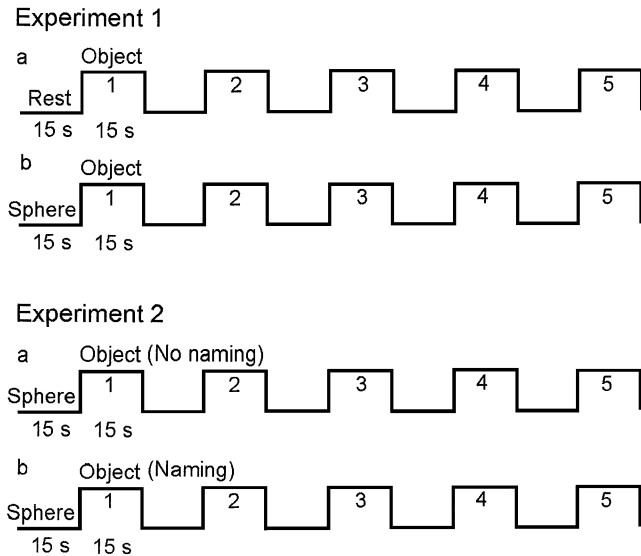 Experiment 1
a Object
1 2 3 4 5
Rest
15 s 15 s
b Object
1 2 3 4 5
Sphere
15 s 15 s
Experiment 2
a Object (No naming)
1 2 3 4 5
Sphere
15 s 15 s
b Object (Naming)
1 2 3 4 5
Sphere
15 s 15 s